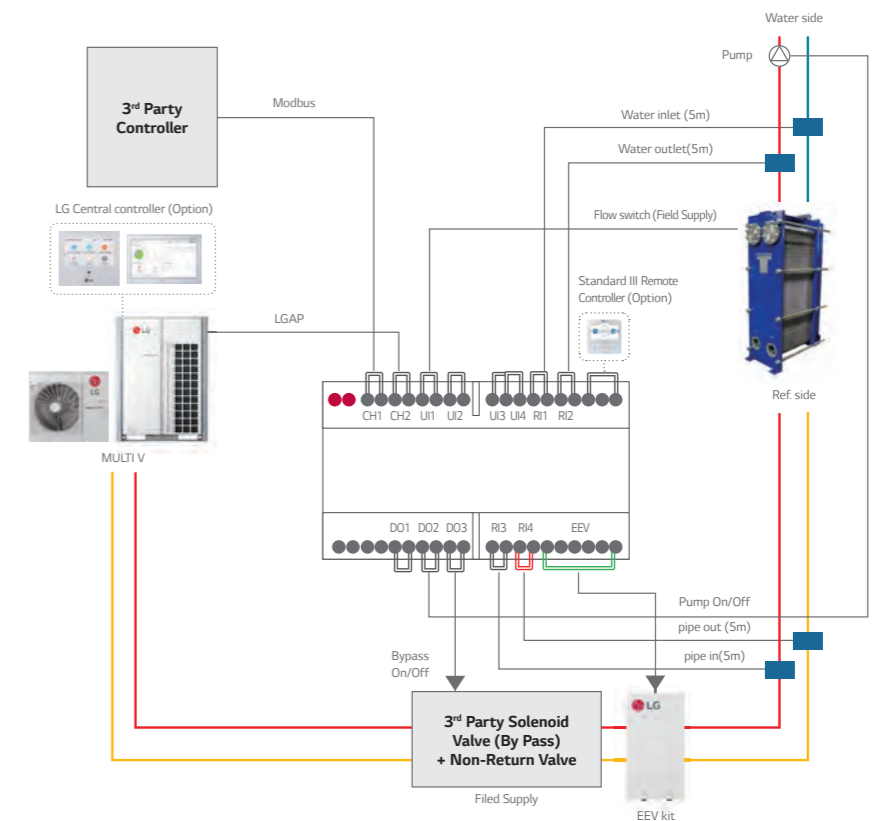 Water side
Pump
3rd Party
Controller
Modbus
Water inlet (5m)
Water outlet(5m)
LG Central controller (Option)
Flow switch (Field Supply)
Standard III Remote
Controller (Option)
LGAP
LG
LG
CH1 CH2 UI1 UI2 UI3 UI4 RI1 RI2
Ref. side
MULTI V
DO1 DO2 DO3 RI3 RI4 EEV
Pump On/Off
pipe out (5m)
Bypass
On/Off
pipe in(5m)
3rd Party Solenoid
Valve (By Pass)
+ Non-Return Valve
LG
Filed Supply
EEV kit